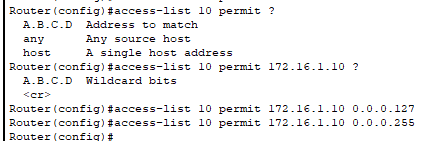 Router(config)#access-list 10 permit ?
A.B.C.D Address to match
any Any source host
host A single host address
Router(config)#access-list 10 permit 172.16.1.10 ?
A.B.C.D Wildcard bits
<cr>
Router(config)#access-list 10 permit 172.16.1.10 0.0.0.127
Router(config)#access-list 10 permit 172.16.1.10 0.0.0.255
Router(config)#